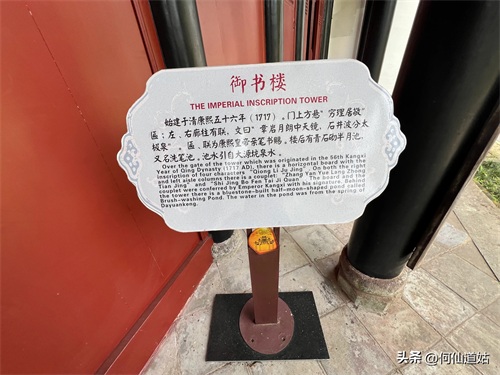 御书楼
THE IMPERIAL INSCRIPTION TOWER
始建于清康熙五十六年（1717）。门上方悬“穷理居敬”
匾；左、右廊柱有联，文曰“章岩月朗中天镜，石井波分太
极泉”。匾、联为康熙皇帝亲笔书赐，楼后有青石砌半月池，
又名洗笔池，池水引自大源坑泉水。
Over the gate of the tower which was originated in the 56th Kangxi
Year of Qing Dynasty (1717 AD), there is a horizontal board with the
inscription of four characters "Qiong Li Ju Jing". On both the right
and left aisle columns there is a couplet: "Zhang Yan Yue Lang Zhong
Tian Jing" and "Shi Jing Bo Fen Tai Ji Quan". The board and the
couplet were conferred by Emperor Kangxi with his signature. Behind
the tower there is a bluestone-built half-moon-shaped pond called
Brush-washing Pond. The water in the pond was from the spring of
Dayuankeng.
头条 @何仙道姑